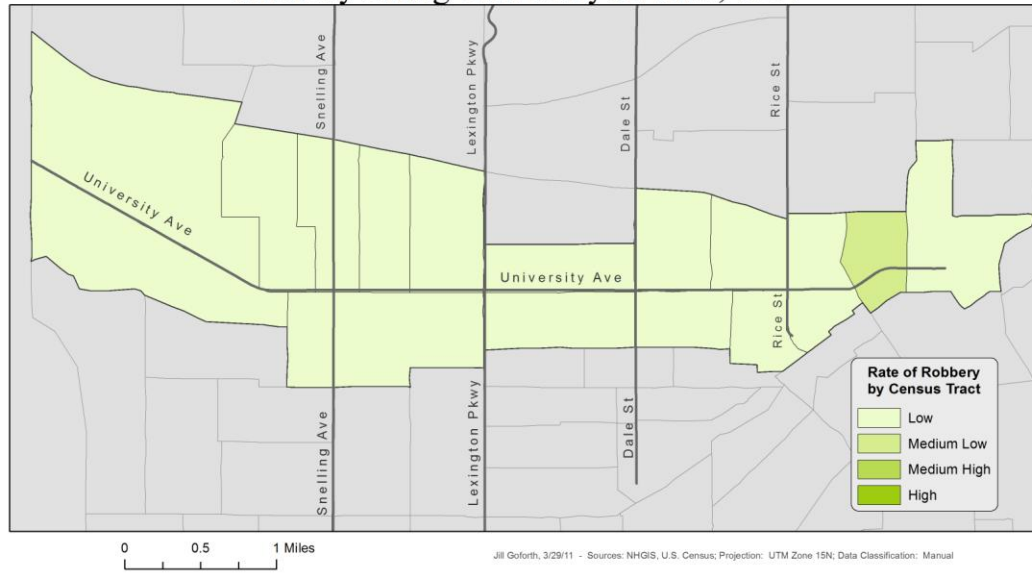 Snelling Ave
Lexington Pkwy
Dale St
Rice St
University Ave
University Ave
Rice St
Snelling Ave
Lexington Pkwy
Dale St
Rate of Robbery
by Census Tract
Low
Medium Low
Medium High
High
0 0.5 1 Miles
Jill Goforth, 3/29/11 - Sources: NHGIS, U.S. Census; Projection: UTM Zone 15N; Data Classification: Manual